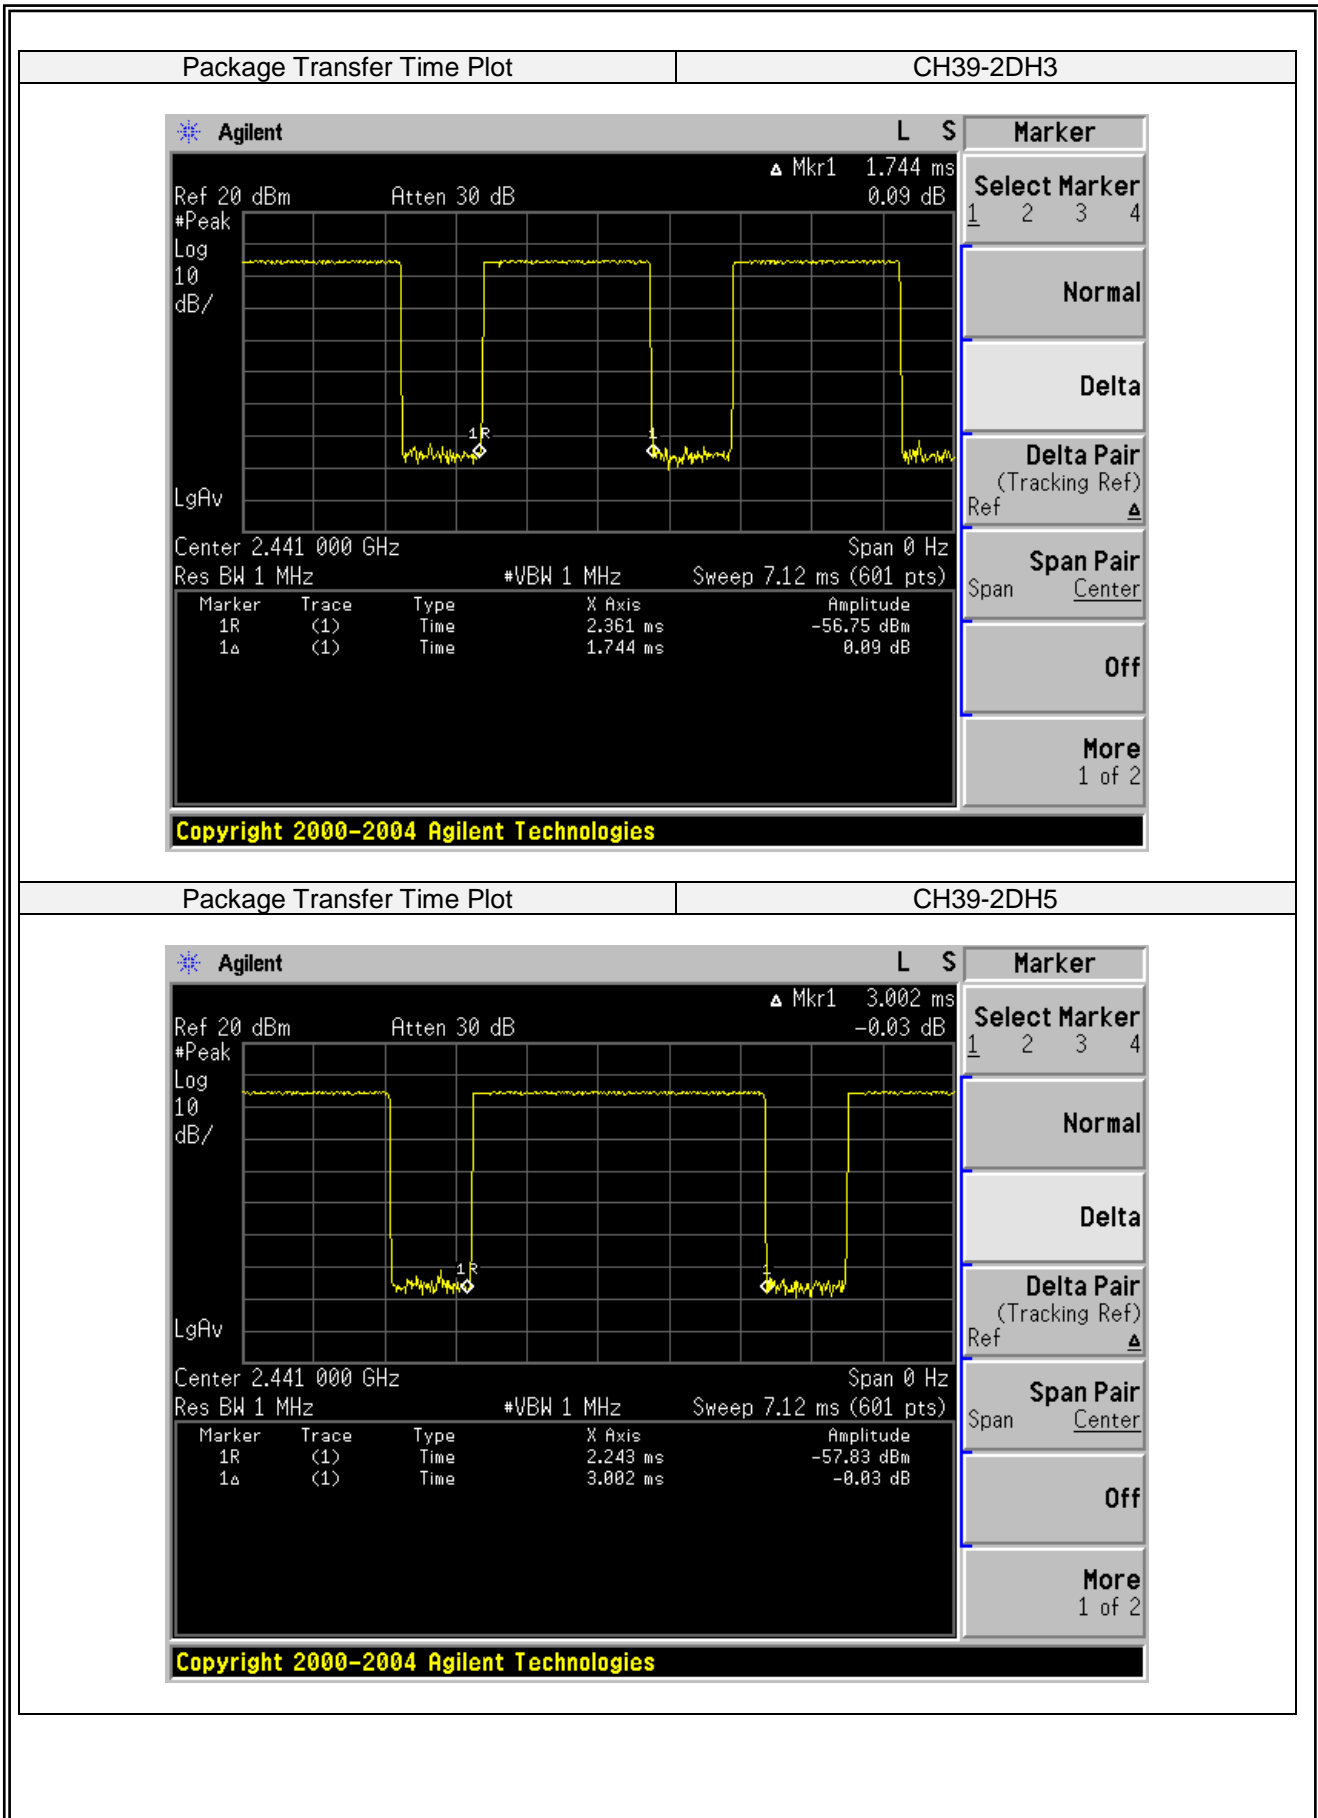 Package Transfer Time Plot CH39-2DH3
Agilent L S Marker
Δ Mkr1 1.744 ms
Ref 20 dBm Atten 30 dB 0.09 dB
Select Marker
1 2 3 4
#Peak
Log
10
dB/
Normal
Delta
1R 1
Delta Pair
(Tracking Ref)
Ref Δ
LgAv
Center 2.441 000 GHz Span 0 Hz
Res BW 1 MHz #VBW 1 MHz Sweep 7.12 ms (601 pts)
Span Pair
Span Center
Marker Trace Type X Axis Amplitude
1R (1) Time 2.361 ms -56.75 dBm
1Δ (1) Time 1.744 ms 0.09 dB
Off
More
1 of 2
Copyright 2000-2004 Agilent Technologies
Package Transfer Time Plot CH39-2DH5
Agilent L S Marker
Δ Mkr1 3.002 ms
Ref 20 dBm Atten 30 dB -0.03 dB
Select Marker
1 2 3 4
#Peak
Log
10
dB/
Normal
Delta
1R 1
Delta Pair
(Tracking Ref)
Ref Δ
LgAv
Center 2.441 000 GHz Span 0 Hz
Res BW 1 MHz #VBW 1 MHz Sweep 7.12 ms (601 pts)
Span Pair
Span Center
Marker Trace Type X Axis Amplitude
1R (1) Time 2.243 ms -57.83 dBm
1Δ (1) Time 3.002 ms -0.03 dB
Off
More
1 of 2
Copyright 2000-2004 Agilent Technologies